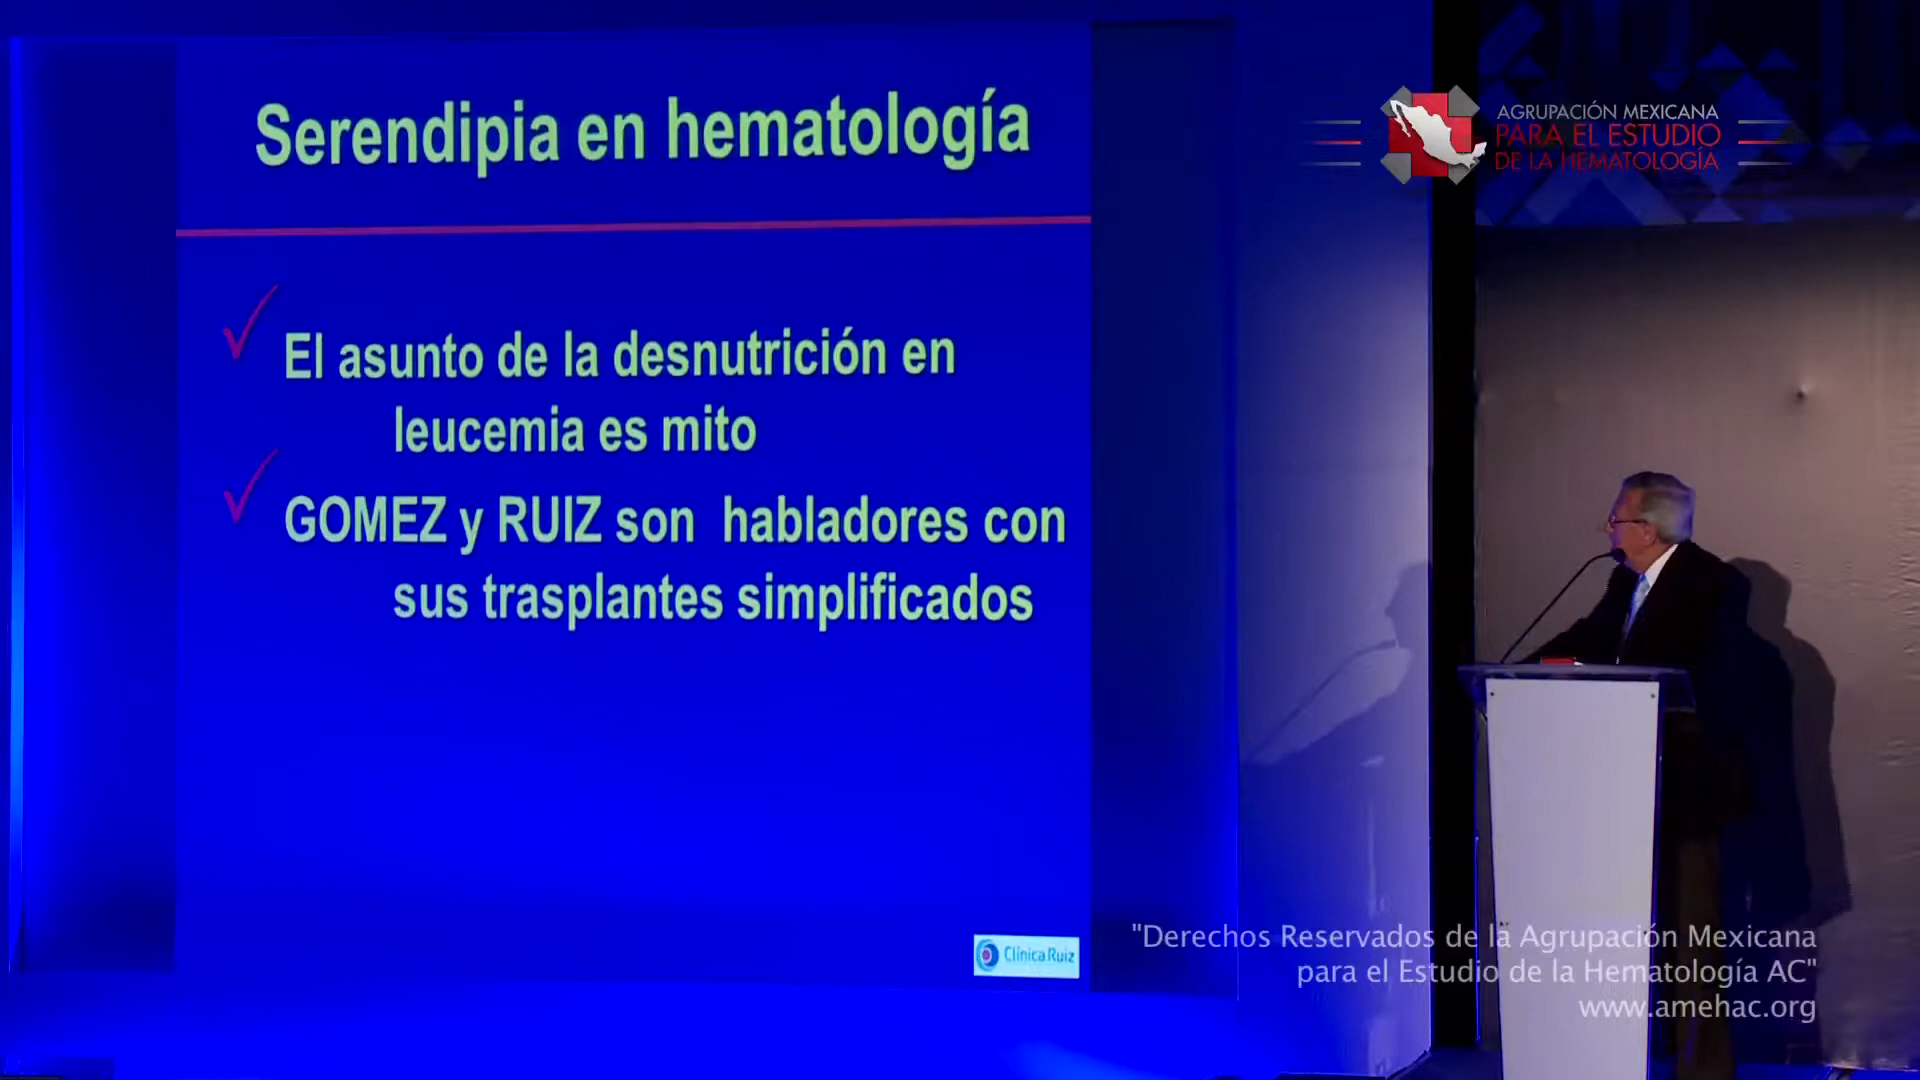 Serendipia en hematología
El asunto de la desnutrición en
leucemia es mito
GOMEZ y RUIZ son habladores con
sus trasplantes simplificados
Clínica Ruiz
AGRUPACIÓN MEXICANA
PARA EL ESTUDIO
DE LA HEMATOLOGÍA
"Derechos Reservados de la Agrupación Mexicana
para el Estudio de la Hematología AC"
www.amehac.org